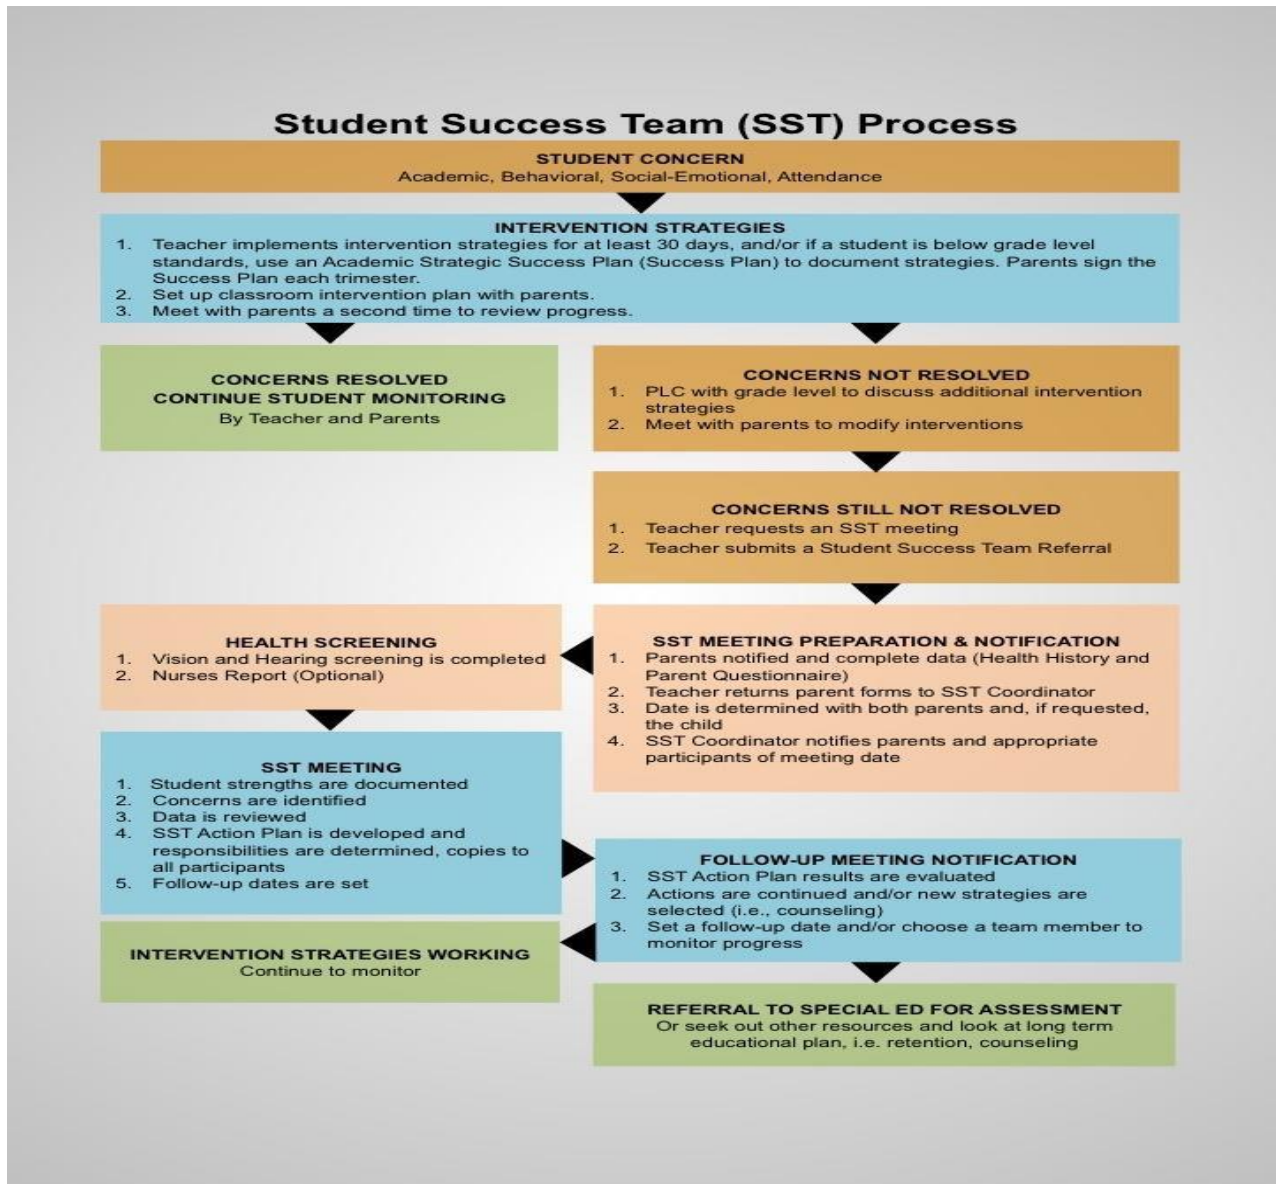 Student Success Team (SST) Process
STUDENT CONCERN
Academic, Behavioral, Social-Emotional, Attendance
INTERVENTION STRATEGIES
1. Teacher implements intervention strategies for at least 30 days, and/or if a student is below grade level
standards, use an Academic Strategic Success Plan (Success Plan) to document strategies. Parents sign the
Success Plan each trimester.
2. Set up classroom intervention plan with parents.
3. Meet with parents a second time to review progress.
CONCERNS RESOLVED
CONTINUE STUDENT MONITORING
By Teacher and Parents
CONCERNS NOT RESOLVED
1. PLC with grade level to discuss additional intervention
strategies
2. Meet with parents to modify interventions
CONCERNS STILL NOT RESOLVED
1. Teacher requests an SST meeting
2. Teacher submits a Student Success Team Referral
SST MEETING PREPARATION & NOTIFICATION
1. Parents notified and complete data (Health History and
Parent Questionnaire)
2. Teacher returns parent forms to SST Coordinator
3. Date is determined with both parents and, if requested,
the child
4. SST Coordinator notifies parents and appropriate
participants of meeting date
HEALTH SCREENING
1. Vision and Hearing screening is completed
2. Nurses Report (Optional)
SST MEETING
1. Student strengths are documented
2. Concerns are identified
3. Data is reviewed
4. SST Action Plan is developed and
responsibilities are determined, copies to
all participants
5. Follow-up dates are set
FOLLOW-UP MEETING NOTIFICATION
1. SST Action Plan results are evaluated
2. Actions are continued and/or new strategies are
selected (i.e., counseling)
3. Set a follow-up date and/or choose a team member to
monitor progress
INTERVENTION STRATEGIES WORKING
Continue to monitor
REFERRAL TO SPECIAL ED FOR ASSESSMENT
Or seek out other resources and look at long term
educational plan, i.e. retention, counseling